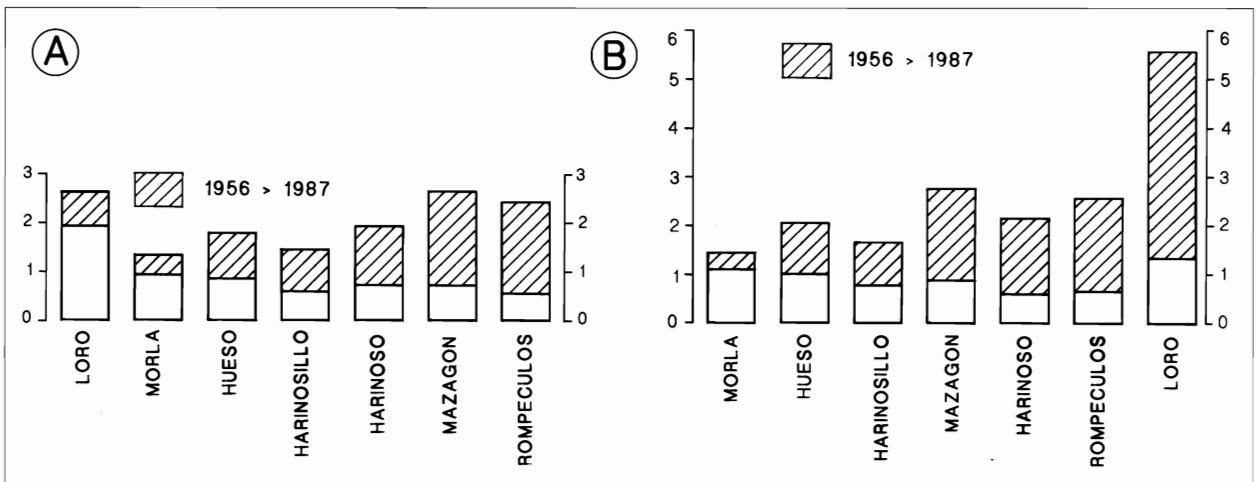 A
1956 > 1987
3
2
1
0
3
2
1
0
LORO
MORLA
HUESO
HARINOSILLO
HARINOSO
MAZAGON
ROMPECULOS
B
1956 > 1987
6
5
4
3
2
1
0
6
5
4
3
2
1
0
MORLA
HUESO
HARINOSILLO
MAZAGON
HARINOSO
ROMPECULOS
LORO